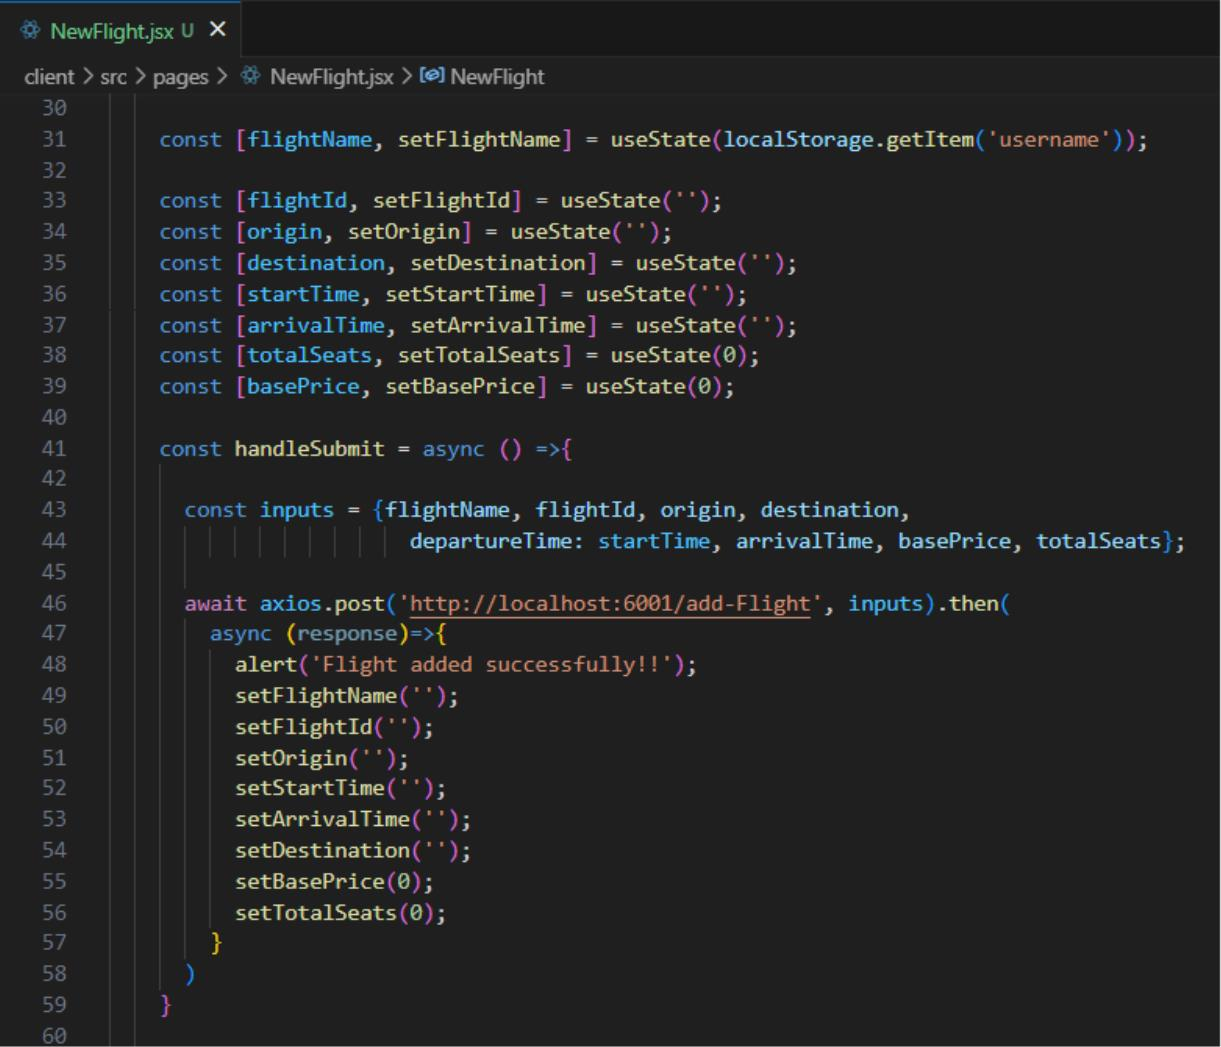 NewFlight.jsx U ×
client > src > pages > NewFlight.jsx > NewFlight
30
31 const [flightName, setFlightName] = useState(localStorage.getItem('username'));
32
33 const [flightId, setFlightId] = useState('');
34 const [origin, setOrigin] = useState('');
35 const [destination, setDestination] = useState('');
36 const [startTime, setStartTime] = useState('');
37 const [arrivalTime, setArrivalTime] = useState('');
38 const [totalSeats, setTotalSeats] = useState(0);
39 const [basePrice, setBasePrice] = useState(0);
40
41 const handleSubmit = async () =>{
42
43 const inputs = {flightName, flightId, origin, destination,
44 departureTime: startTime, arrivalTime, basePrice, totalSeats};
45
46 await axios.post('http://localhost:6001/add-Flight', inputs).then(
47 async (response)=>{
48 alert('Flight added successfully!!');
49 setFlightName('');
50 setFlightId('');
51 setOrigin('');
52 setStartTime('');
53 setArrivalTime('');
54 setDestination('');
55 setBasePrice(0);
56 setTotalSeats(0);
57 }
58 )
59 }
60